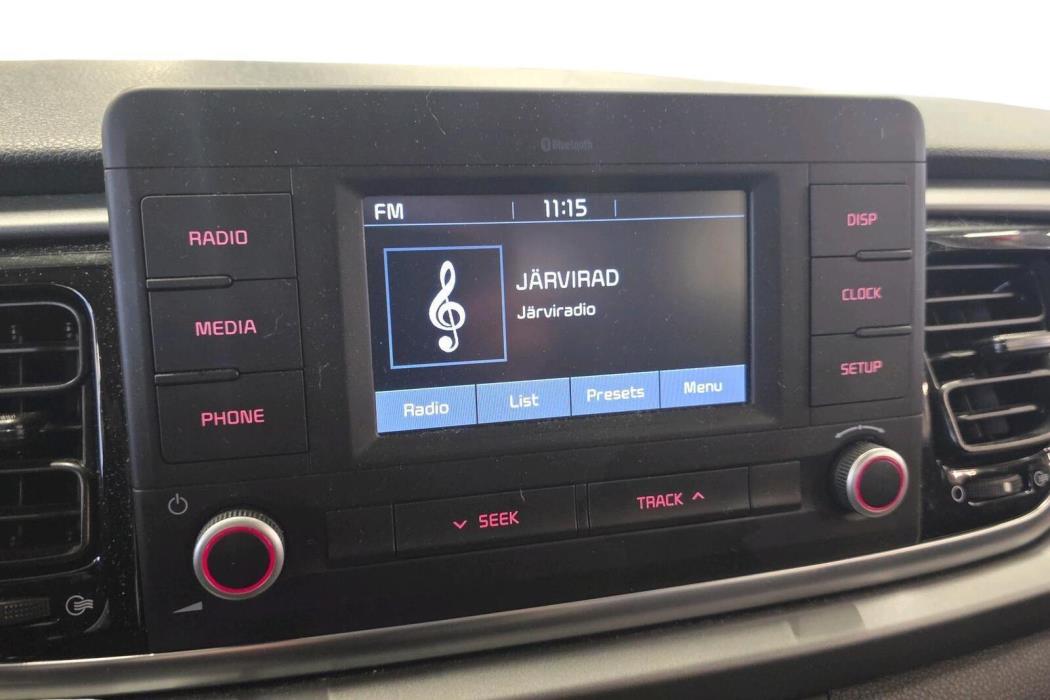 Bluetooth
RADIO
MEDIA
PHONE
FM 11:15
JÄRVIRAD
Järviradio
Radio List Presets Menu
DISP
CLOCK
SETUP
SEEK
TRACK